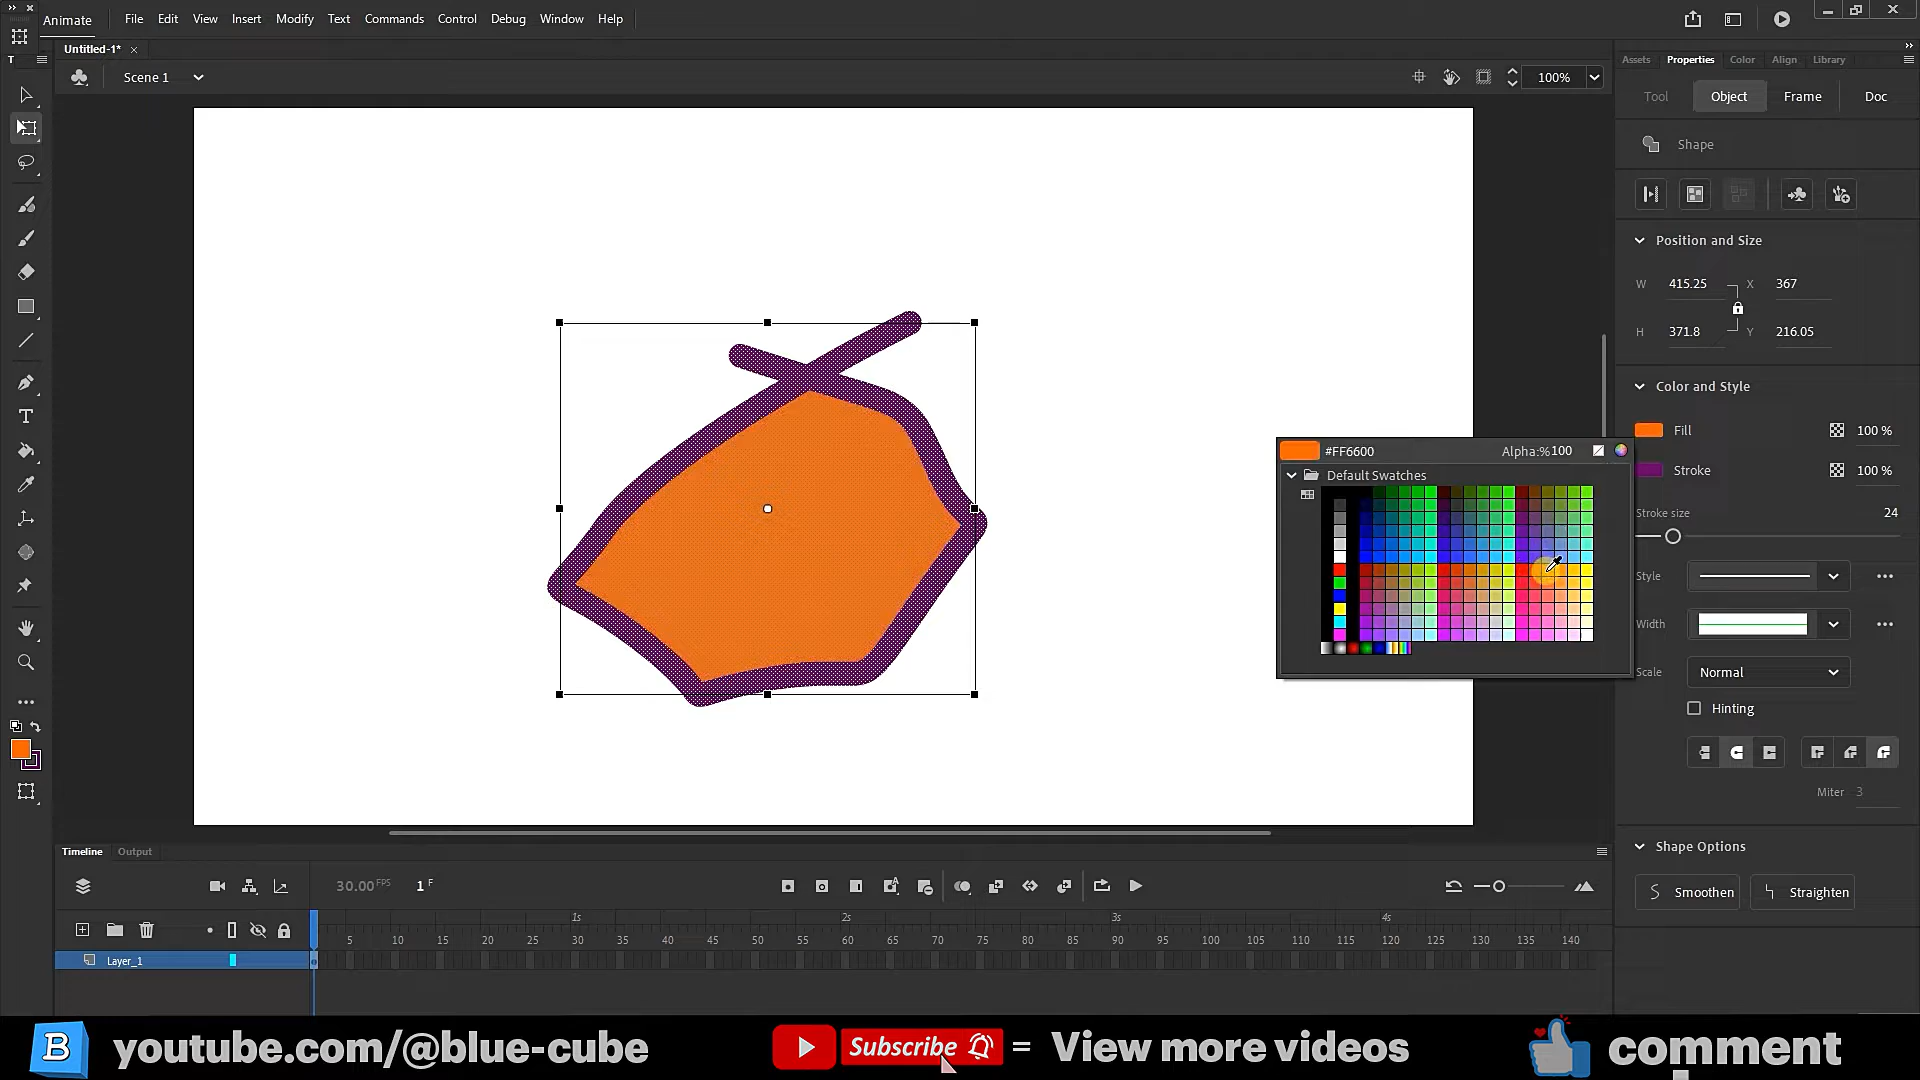 Animate File Edit View Insert Modify Text Commands Control Debug Window Help
Untitled-1* ×
Scene 1
100%
Assets Properties Color Align Library
Tool Object Frame Doc
Shape
Position and Size
W 415.25 X 367
H 371.8 Y 216.05
Color and Style
Fill 100 %
Stroke 100 %
Stroke size 24
Style
Width
Scale Normal
Hinting
Miter 3
Shape Options
Smoothen Straighten
#FF6600 Alpha:%100
Default Swatches
T
Timeline Output
30.00 FPS 1 F
1s 2s 3s 4s
5 10 15 20 25 30 35 40 45 50 55 60 65 70 75 80 85 90 95 100 105 110 115 120 125 130 135 140
Layer_1
B youtube.com/@blue-cube Subscribe = View more videos comment